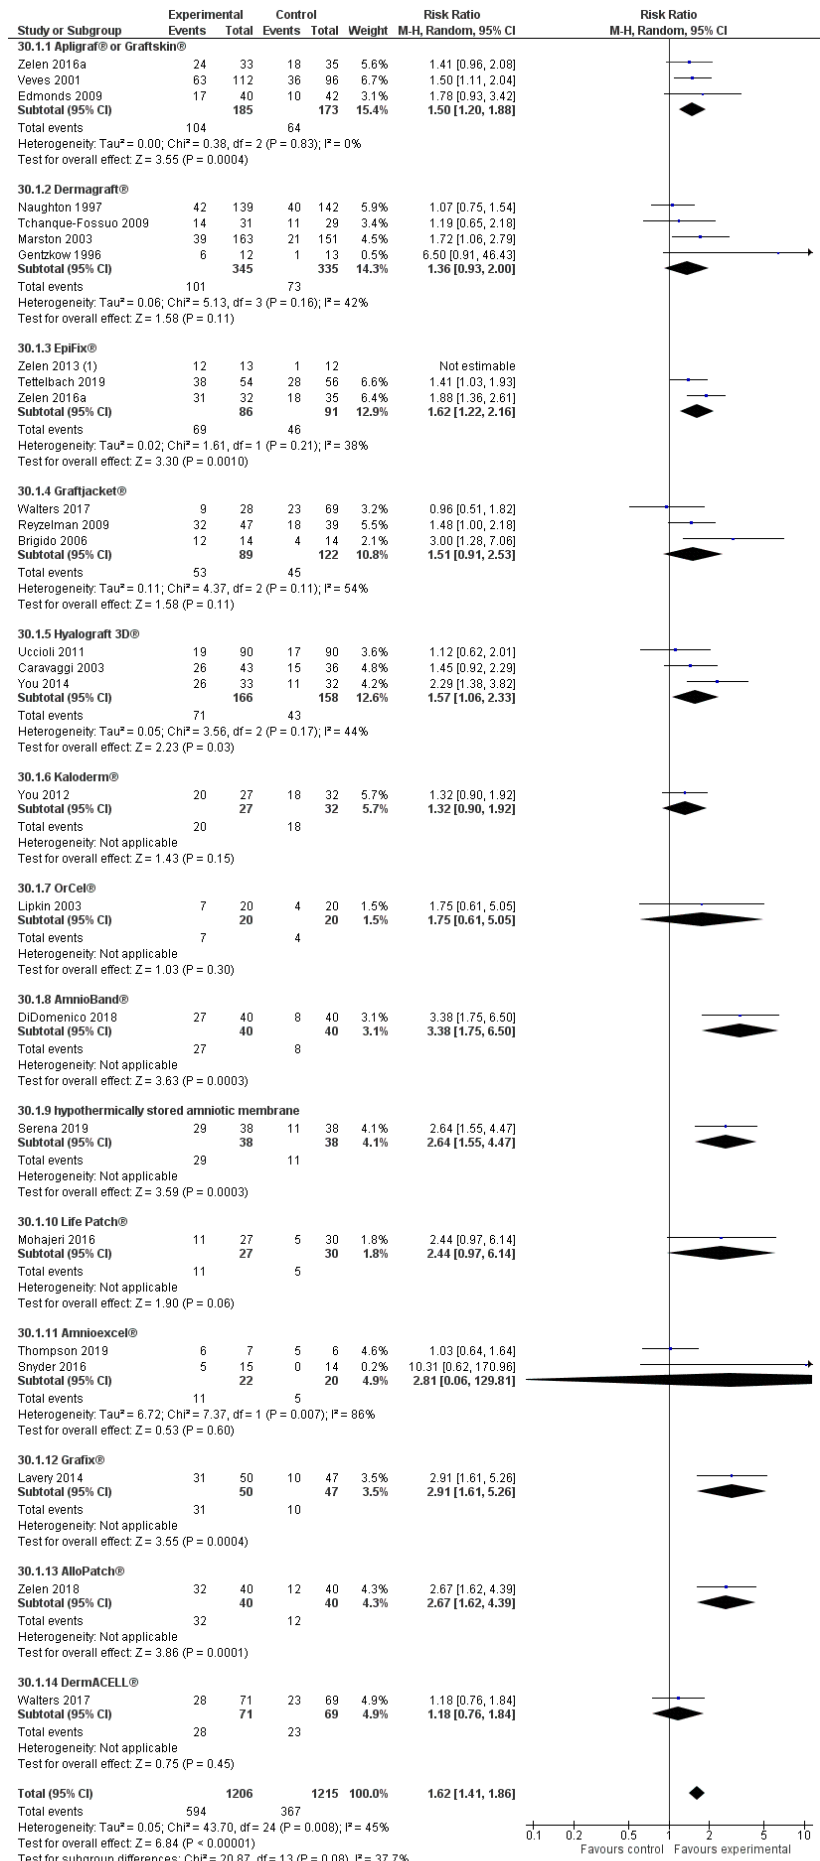 Experimental Control Risk Ratio Risk Ratio
Study or Subgroup Events Total Events Total Weight M-H, Random, 95% CI M-H, Random, 95% CI
30.1.1 Apligraf® or Graftskin®
Zelen 2016a 24 33 18 35 5.6% 1.41 [0.96, 2.08]
Veves 2001 63 112 36 96 6.7% 1.50 [1.11, 2.04]
Edmonds 2009 17 40 10 42 3.1% 1.78 [0.93, 3.42]
Subtotal (95% CI) 185 173 15.4% 1.50 [1.20, 1.88]
Total events 104 64
Heterogeneity: Tau² = 0.00; Chi² = 0.38, df = 2 (P = 0.83); I² = 0%
Test for overall effect: Z = 3.55 (P = 0.0004)
30.1.2 Dermagraft®
Naughton 1997 42 139 40 142 5.9% 1.07 [0.75, 1.54]
Tchanque-Fossuo 2009 14 31 11 29 3.4% 1.19 [0.65, 2.18]
Marston 2003 39 163 21 151 4.5% 1.72 [1.06, 2.79]
Gentzkow 1996 6 12 1 13 0.5% 6.50 [0.91, 46.43]
Subtotal (95% CI) 345 335 14.3% 1.36 [0.93, 2.00]
Total events 101 73
Heterogeneity: Tau² = 0.06; Chi² = 5.13, df = 3 (P = 0.16); I² = 42%
Test for overall effect: Z = 1.58 (P = 0.11)
30.1.3 EpiFix®
Zelen 2013 (1) 12 13 1 12 Not estimable
Tettelbach 2019 38 54 28 56 6.6% 1.41 [1.03, 1.93]
Zelen 2016a 31 32 18 35 6.4% 1.88 [1.36, 2.61]
Subtotal (95% CI) 86 91 12.9% 1.62 [1.22, 2.16]
Total events 69 46
Heterogeneity: Tau² = 0.02; Chi² = 1.61, df = 1 (P = 0.21); I² = 38%
Test for overall effect: Z = 3.30 (P = 0.0010)
30.1.4 Graftjacket®
Walters 2017 9 28 23 69 3.2% 0.96 [0.51, 1.82]
Reyzelman 2009 32 47 18 39 5.5% 1.48 [1.00, 2.18]
Brigido 2006 12 14 4 14 2.1% 3.00 [1.28, 7.06]
Subtotal (95% CI) 89 122 10.8% 1.51 [0.91, 2.53]
Total events 53 45
Heterogeneity: Tau² = 0.11; Chi² = 4.37, df = 2 (P = 0.11); I² = 54%
Test for overall effect: Z = 1.58 (P = 0.11)
30.1.5 Hyalograft 3D®
Uccioli 2011 19 90 17 90 3.6% 1.12 [0.62, 2.01]
Caravaggi 2003 26 43 15 36 4.8% 1.45 [0.92, 2.29]
You 2014 26 33 11 32 4.2% 2.29 [1.38, 3.82]
Subtotal (95% CI) 166 158 12.6% 1.57 [1.06, 2.33]
Total events 71 43
Heterogeneity: Tau² = 0.05; Chi² = 3.56, df = 2 (P = 0.17); I² = 44%
Test for overall effect: Z = 2.23 (P = 0.03)
30.1.6 Kaloderm®
You 2012 20 27 18 32 5.7% 1.32 [0.90, 1.92]
Subtotal (95% CI) 27 32 5.7% 1.32 [0.90, 1.92]
Total events 20 18
Heterogeneity: Not applicable
Test for overall effect: Z = 1.43 (P = 0.15)
30.1.7 OrCel®
Lipkin 2003 7 20 4 20 1.5% 1.75 [0.61, 5.05]
Subtotal (95% CI) 20 20 1.5% 1.75 [0.61, 5.05]
Total events 7 4
Heterogeneity: Not applicable
Test for overall effect: Z = 1.03 (P = 0.30)
30.1.8 AmnioBand®
DiDomenico 2018 27 40 8 40 3.1% 3.38 [1.75, 6.50]
Subtotal (95% CI) 40 40 3.1% 3.38 [1.75, 6.50]
Total events 27 8
Heterogeneity: Not applicable
Test for overall effect: Z = 3.63 (P = 0.0003)
30.1.9 hypothermically stored amniotic membrane
Serena 2019 29 38 11 38 4.1% 2.64 [1.55, 4.47]
Subtotal (95% CI) 38 38 4.1% 2.64 [1.55, 4.47]
Total events 29 11
Heterogeneity: Not applicable
Test for overall effect: Z = 3.59 (P = 0.0003)
30.1.10 Life Patch®
Mohajeri 2016 11 27 5 30 1.8% 2.44 [0.97, 6.14]
Subtotal (95% CI) 27 30 1.8% 2.44 [0.97, 6.14]
Total events 11 5
Heterogeneity: Not applicable
Test for overall effect: Z = 1.90 (P = 0.06)
30.1.11 Amnioexcel®
Thompson 2019 6 7 5 6 4.6% 1.03 [0.64, 1.64]
Snyder 2016 5 15 0 14 0.2% 10.31 [0.62, 170.96]
Subtotal (95% CI) 22 20 4.9% 2.81 [0.06, 129.81]
Total events 11 5
Heterogeneity: Tau² = 6.72; Chi² = 7.37, df = 1 (P = 0.007); I² = 86%
Test for overall effect: Z = 0.53 (P = 0.60)
30.1.12 Grafix®
Lavery 2014 31 50 10 47 3.5% 2.91 [1.61, 5.26]
Subtotal (95% CI) 50 47 3.5% 2.91 [1.61, 5.26]
Total events 31 10
Heterogeneity: Not applicable
Test for overall effect: Z = 3.55 (P = 0.0004)
30.1.13 AlloPatch®
Zelen 2018 32 40 12 40 4.3% 2.67 [1.62, 4.39]
Subtotal (95% CI) 40 40 4.3% 2.67 [1.62, 4.39]
Total events 32 12
Heterogeneity: Not applicable
Test for overall effect: Z = 3.86 (P = 0.0001)
30.1.14 DermACELL®
Walters 2017 28 71 23 69 4.9% 1.18 [0.76, 1.84]
Subtotal (95% CI) 71 69 4.9% 1.18 [0.76, 1.84]
Total events 28 23
Heterogeneity: Not applicable
Test for overall effect: Z = 0.75 (P = 0.45)
Total (95% CI) 1206 1215 100.0% 1.62 [1.41, 1.86]
Total events 594 367
Heterogeneity: Tau² = 0.05; Chi² = 43.70, df = 24 (P = 0.008); I² = 45%
Test for overall effect: Z = 6.84 (P < 0.00001)
Test for subgroup differences: Chi² = 20.87, df = 13 (P = 0.08), I² = 37.7%
0.1 0.2 0.5 1 2 5 10
Favours control Favours experimental